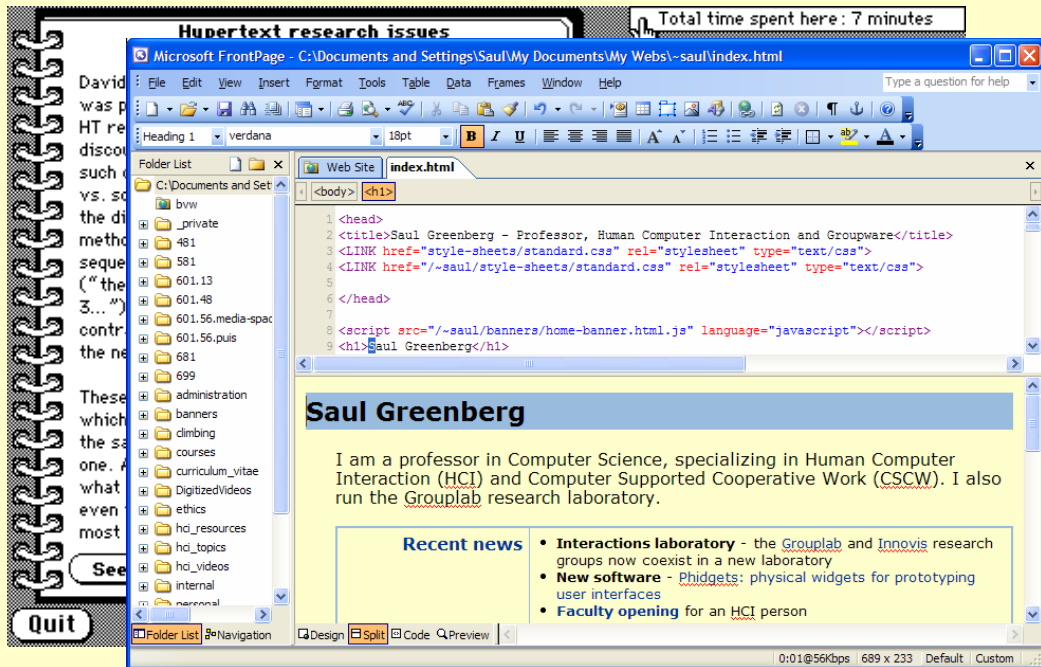 Hypertext research issues
Total time spent here: 7 minutes
David
was p
HT re
discou
such
vs. so
the di
metho
seque
("the
3...")
contr
the ne
These
which
the sa
one. A
what
even
most
See
Quit
Microsoft FrontPage - C:\Documents and Settings\Saul\My Documents\My Webs\~saul\index.html
File Edit View Insert Format Tools Table Data Frames Window Help
Type a question for help
Heading 1 verdana 18pt B I U
Folder List
C:\Documents and Set
bvw
_private
481
581
601.13
601.48
601.56.media-spac
601.56.puis
681
699
administration
banners
climbing
courses
curriculum_vitae
DigitizedVideos
ethics
hci_resources
hci_topics
hci_videos
internal
personal
Folder List Navigation
Web Site index.html
<body> <h1>
1 <head>
2 <title>Saul Greenberg - Professor, Human Computer Interaction and Groupware</title>
3 <LINK href="style-sheets/standard.css" rel="stylesheet" type="text/css">
4 <LINK href="/~saul/style-sheets/standard.css" rel="stylesheet" type="text/css">
5
6 </head>
7
8 <script src="/~saul/banners/home-banner.html.js" language="javascript"></script>
9 <h1>Saul Greenberg</h1>
Saul Greenberg
I am a professor in Computer Science, specializing in Human Computer
Interaction (HCI) and Computer Supported Cooperative Work (CSCW). I also
run the Grouplab research laboratory.
Recent news
• Interactions laboratory - the Grouplab and Innovis research
groups now coexist in a new laboratory
• New software - Phidgets: physical widgets for prototyping
user interfaces
• Faculty opening for an HCI person
Design Split Code Preview
0:01@56Kbps 689 x 233 Default Custom